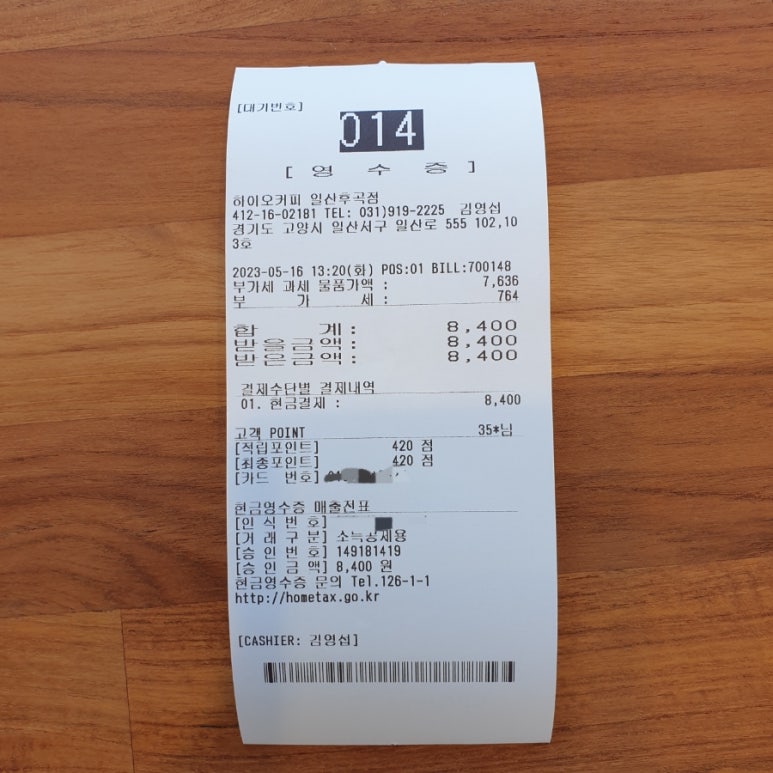 [대기번호]
014
[ 영 수 증 ]
하이오커피 일산후곡점
412-16-02181 TEL: 031)919-2225 김영섭
경기도 고양시 일산서구 일산로 555 102,10
3호
2023-05-16 13:20(화) POS:01 BILL:700148
부가세 과세 물품가액 : 7,636
부 가 세 : 764
합 계 : 8,400
받을금액 : 8,400
받은금액 : 8,400
결제수단별 결제내역
01. 현금결제 : 8,400
고객 POINT 35*님
[적립포인트] 420 점
[최종포인트] 420 점
[카드 번호]
현금영수증 매출전표
[인 식 번 호]
[거 래 구 분] 소득공제용
[승 인 번 호] 149181419
[승 인 금 액] 8,400 원
현금영수증 문의 Tel.126-1-1
http://hometax.go.kr
[CASHIER: 김영섭]